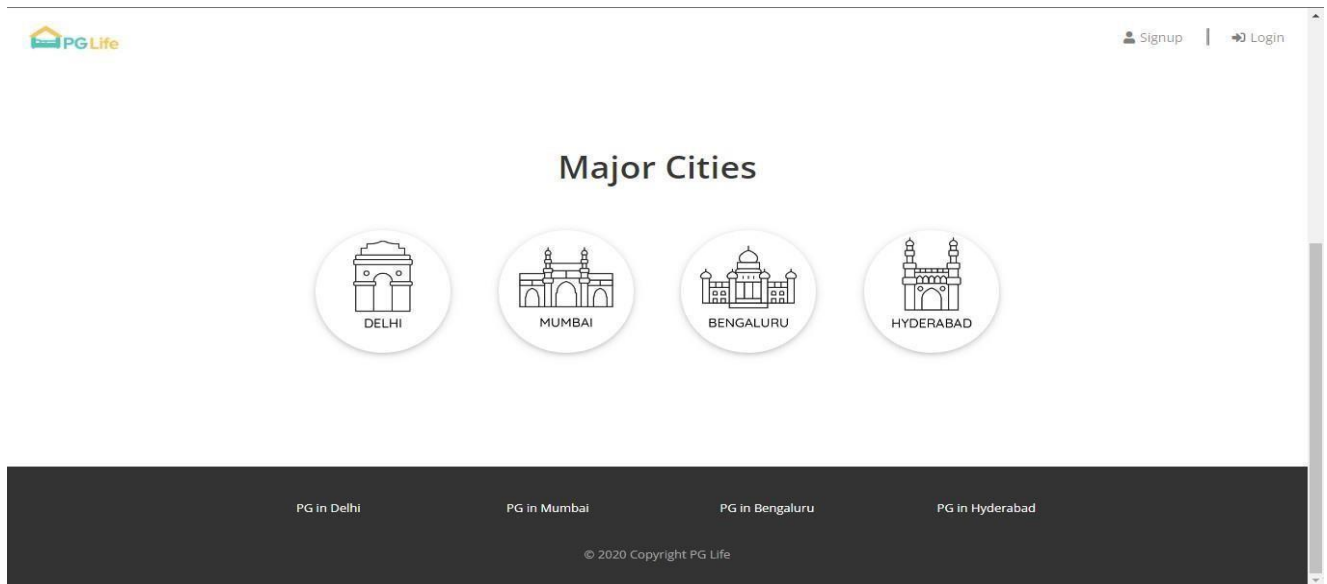 PG Life
Signup | Login
Major Cities
DELHI MUMBAI BENGALURU HYDERABAD
PG in Delhi PG in Mumbai PG in Bengaluru PG in Hyderabad
© 2020 Copyright PG Life